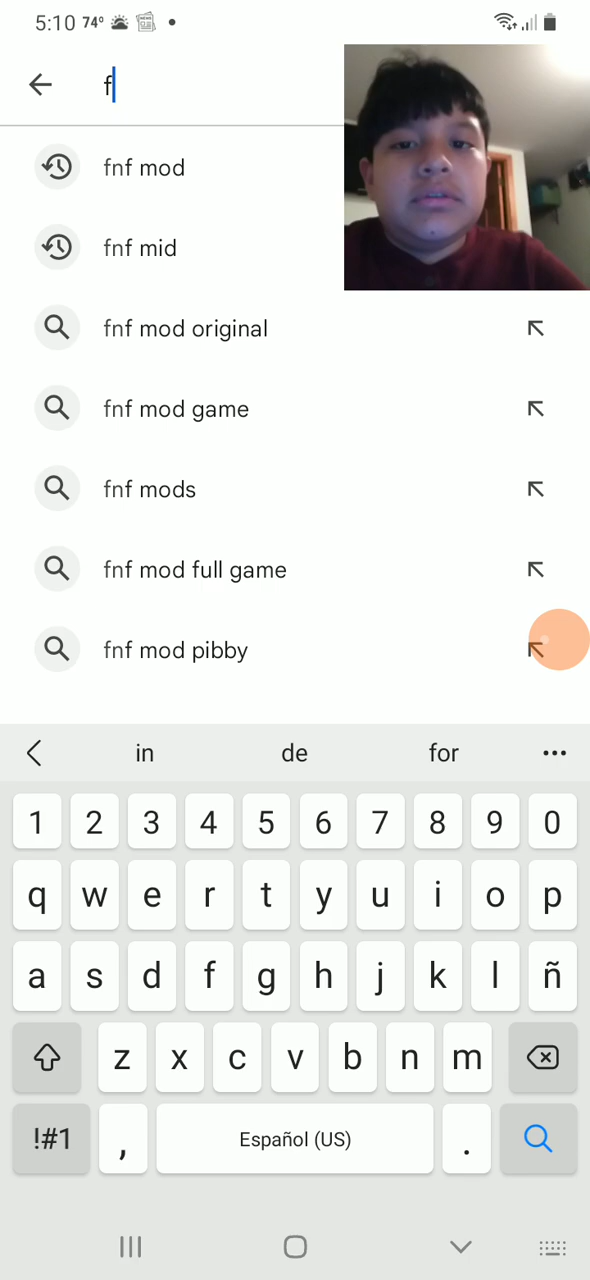 5:10 74°
f
fnf mod
fnf mid
fnf mod original
fnf mod game
fnf mods
fnf mod full game
fnf mod pibby
in de for
1 2 3 4 5 6 7 8 9 0
q w e r t y u i o p
a s d f g h j k l ñ
z x c v b n m
!#1 , Español (US) .